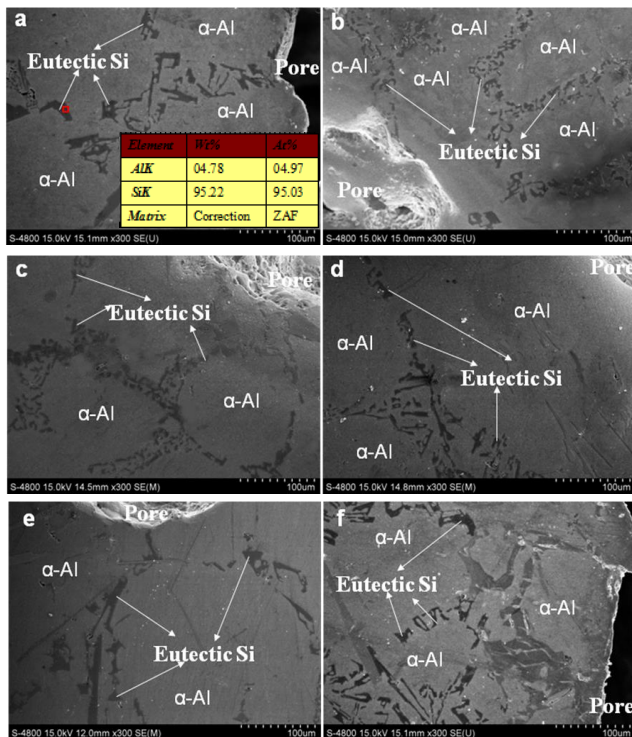 a
α-Al
Eutectic Si
Pore
α-Al
α-Al
Element Wt% At%
AlK 04.78 04.97
SiK 95.22 95.03
Matrix Correction ZAF
S-4800 15.0kV 15.1mm x300 SE(U) 100um
b
α-Al
α-Al
α-Al
α-Al
α-Al
Eutectic Si
Pore
S-4800 15.0kV 15.0mm x300 SE(U) 100um
c
Pore
Eutectic Si
α-Al
α-Al
S-4800 15.0kV 14.5mm x300 SE(M) 100um
d
Pore
α-Al
α-Al
Eutectic Si
α-Al
S-4800 15.0kV 14.8mm x300 SE(M) 100um
e
Pore
α-Al
Eutectic Si
α-Al
S-4800 15.0kV 12.0mm x300 SE(M) 100um
f
α-Al
Eutectic Si
α-Al
α-Al
Pore
S-4800 15.0kV 15.1mm x300 SE(U) 100um